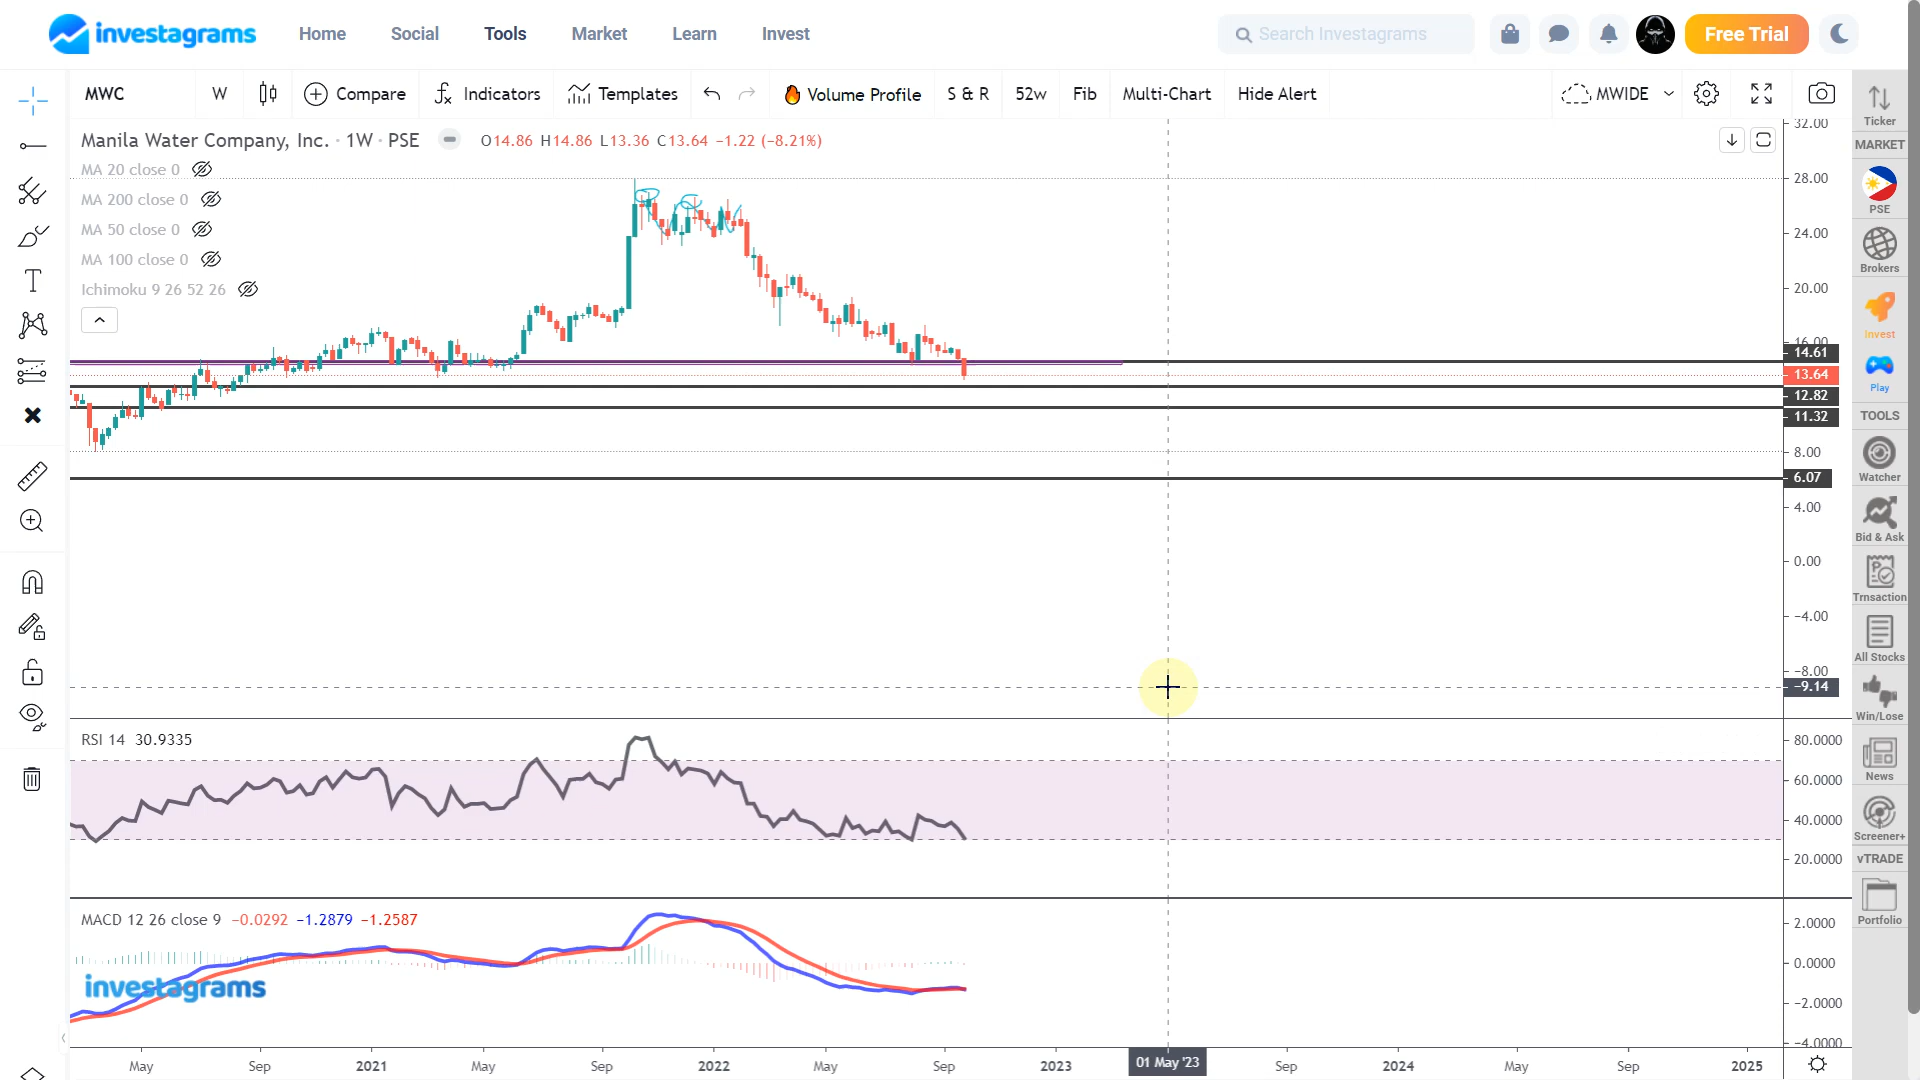 investagrams Home Social Tools Market Learn Invest Search Investagrams Free Trial
MWC W Compare Indicators Templates Volume Profile S & R 52w Fib Multi-Chart Hide Alert MWIDE
Manila Water Company, Inc. · 1W · PSE O14.86 H14.86 L13.36 C13.64 −1.22 (−8.21%)
MA 20 close 0
MA 200 close 0
MA 50 close 0
MA 100 close 0
Ichimoku 9 26 52 26
32.00
28.00
24.00
20.00
16.00
14.61
13.64
12.82
11.32
8.00
6.07
4.00
0.00
−4.00
−8.00
−9.14
RSI 14 30.9335
80.0000
60.0000
40.0000
20.0000
MACD 12 26 close 9 −0.0292 −1.2879 −1.2587
2.0000
0.0000
−2.0000
−4.0000
investagrams
May Sep 2021 May Sep 2022 May Sep 2023 01 May '23 Sep 2024 May Sep 2025
Ticker
MARKET
PSE
Brokers
Invest
Play
TOOLS
Watcher
Bid & Ask
Trnsaction
All Stocks
Win/Lose
News
Screener+
vTRADE
Portfolio